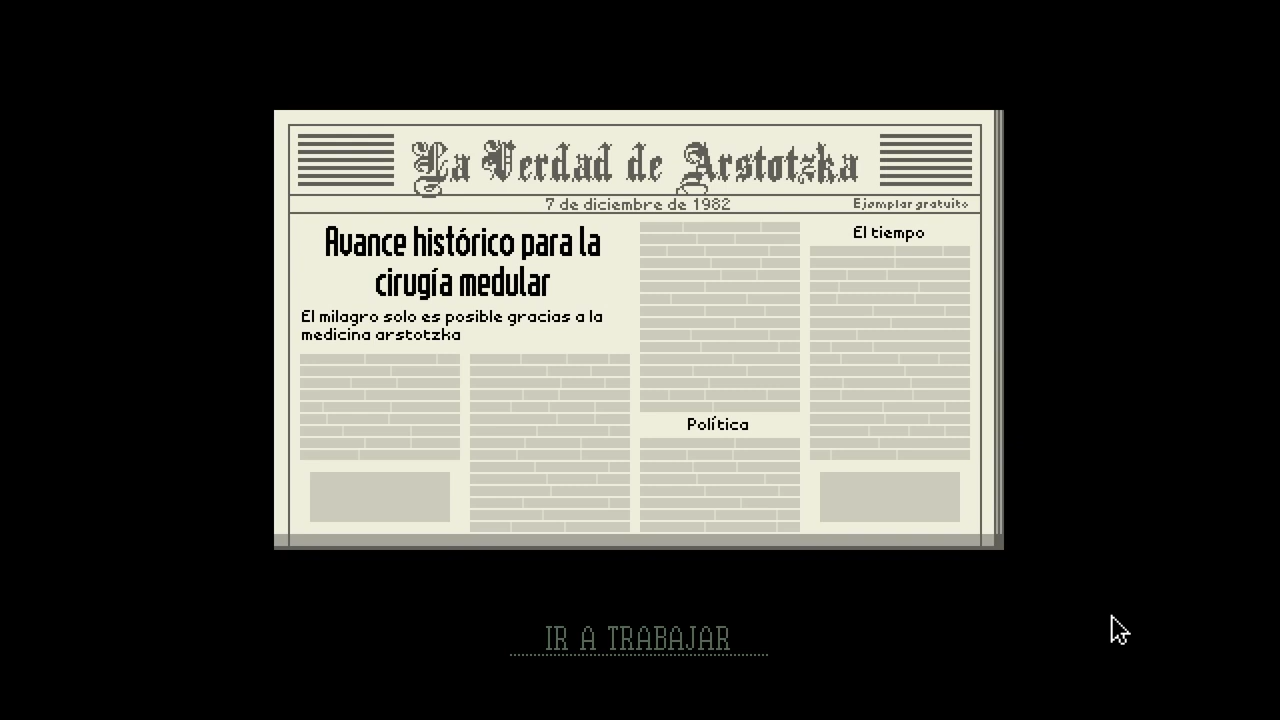 La Verdad de Arstotzka
7 de diciembre de 1982
Ejemplar gratuito
Avance histórico para la
cirugía medular
El milagro solo es posible gracias a la
medicina arstotzka
Política
El tiempo
IR A TRABAJAR